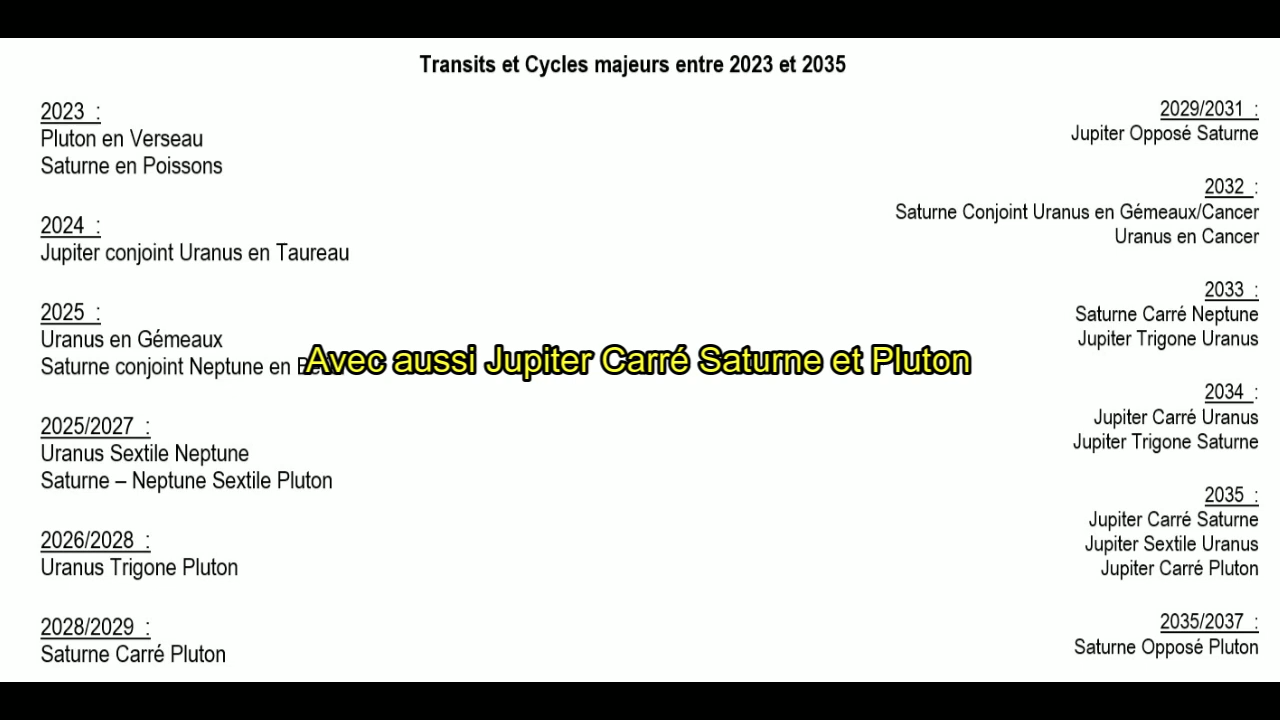 Transits et Cycles majeurs entre 2023 et 2035
2023 :
Pluton en Verseau
Saturne en Poissons
2024 :
Jupiter conjoint Uranus en Taureau
2025 :
Uranus en Gémeaux
Saturne conjoint Neptune en
2025/2027 :
Uranus Sextile Neptune
Saturne – Neptune Sextile Pluton
2026/2028 :
Uranus Trigone Pluton
2028/2029 :
Saturne Carré Pluton
Avec aussi Jupiter Carré Saturne et Pluton
2029/2031 :
Jupiter Opposé Saturne
2032 :
Saturne Conjoint Uranus en Gémeaux/Cancer
Uranus en Cancer
2033 :
Saturne Carré Neptune
Jupiter Trigone Uranus
2034 :
Jupiter Carré Uranus
Jupiter Trigone Saturne
2035 :
Jupiter Carré Saturne
Jupiter Sextile Uranus
Jupiter Carré Pluton
2035/2037 :
Saturne Opposé Pluton